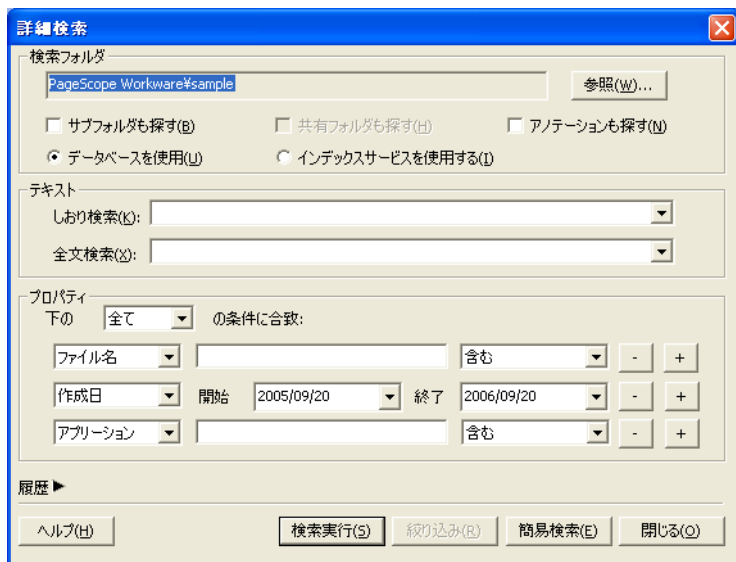 詳細検索
検索フォルダ
PageScope Workware¥sample 参照(W)...
サブフォルダも探す(B) 共有フォルダも探す(H) アノテーションも探す(N)
データベースを使用(U) インデックスサービスを使用する(I)
テキスト
しおり検索(K):
全文検索(X):
プロパティ
下の 全て の条件に合致:
ファイル名 含む - +
作成日 開始 2005/09/20 終了 2006/09/20 - +
アプリーション 含む - +
履歴▶
ヘルプ(H) 検索実行(S) 絞り込み(R) 簡易検索(E) 閉じる(O)